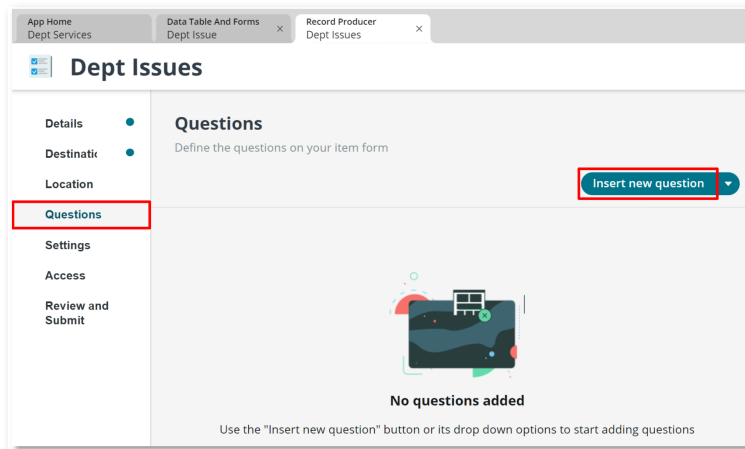 App Home
Dept Services
Data Table And Forms
Dept Issue
Record Producer
Dept Issues
Dept Issues
Details
Destinatic
Location
Questions
Settings
Access
Review and
Submit
Questions
Define the questions on your item form
Insert new question
No questions added
Use the "Insert new question" button or its drop down options to start adding questions